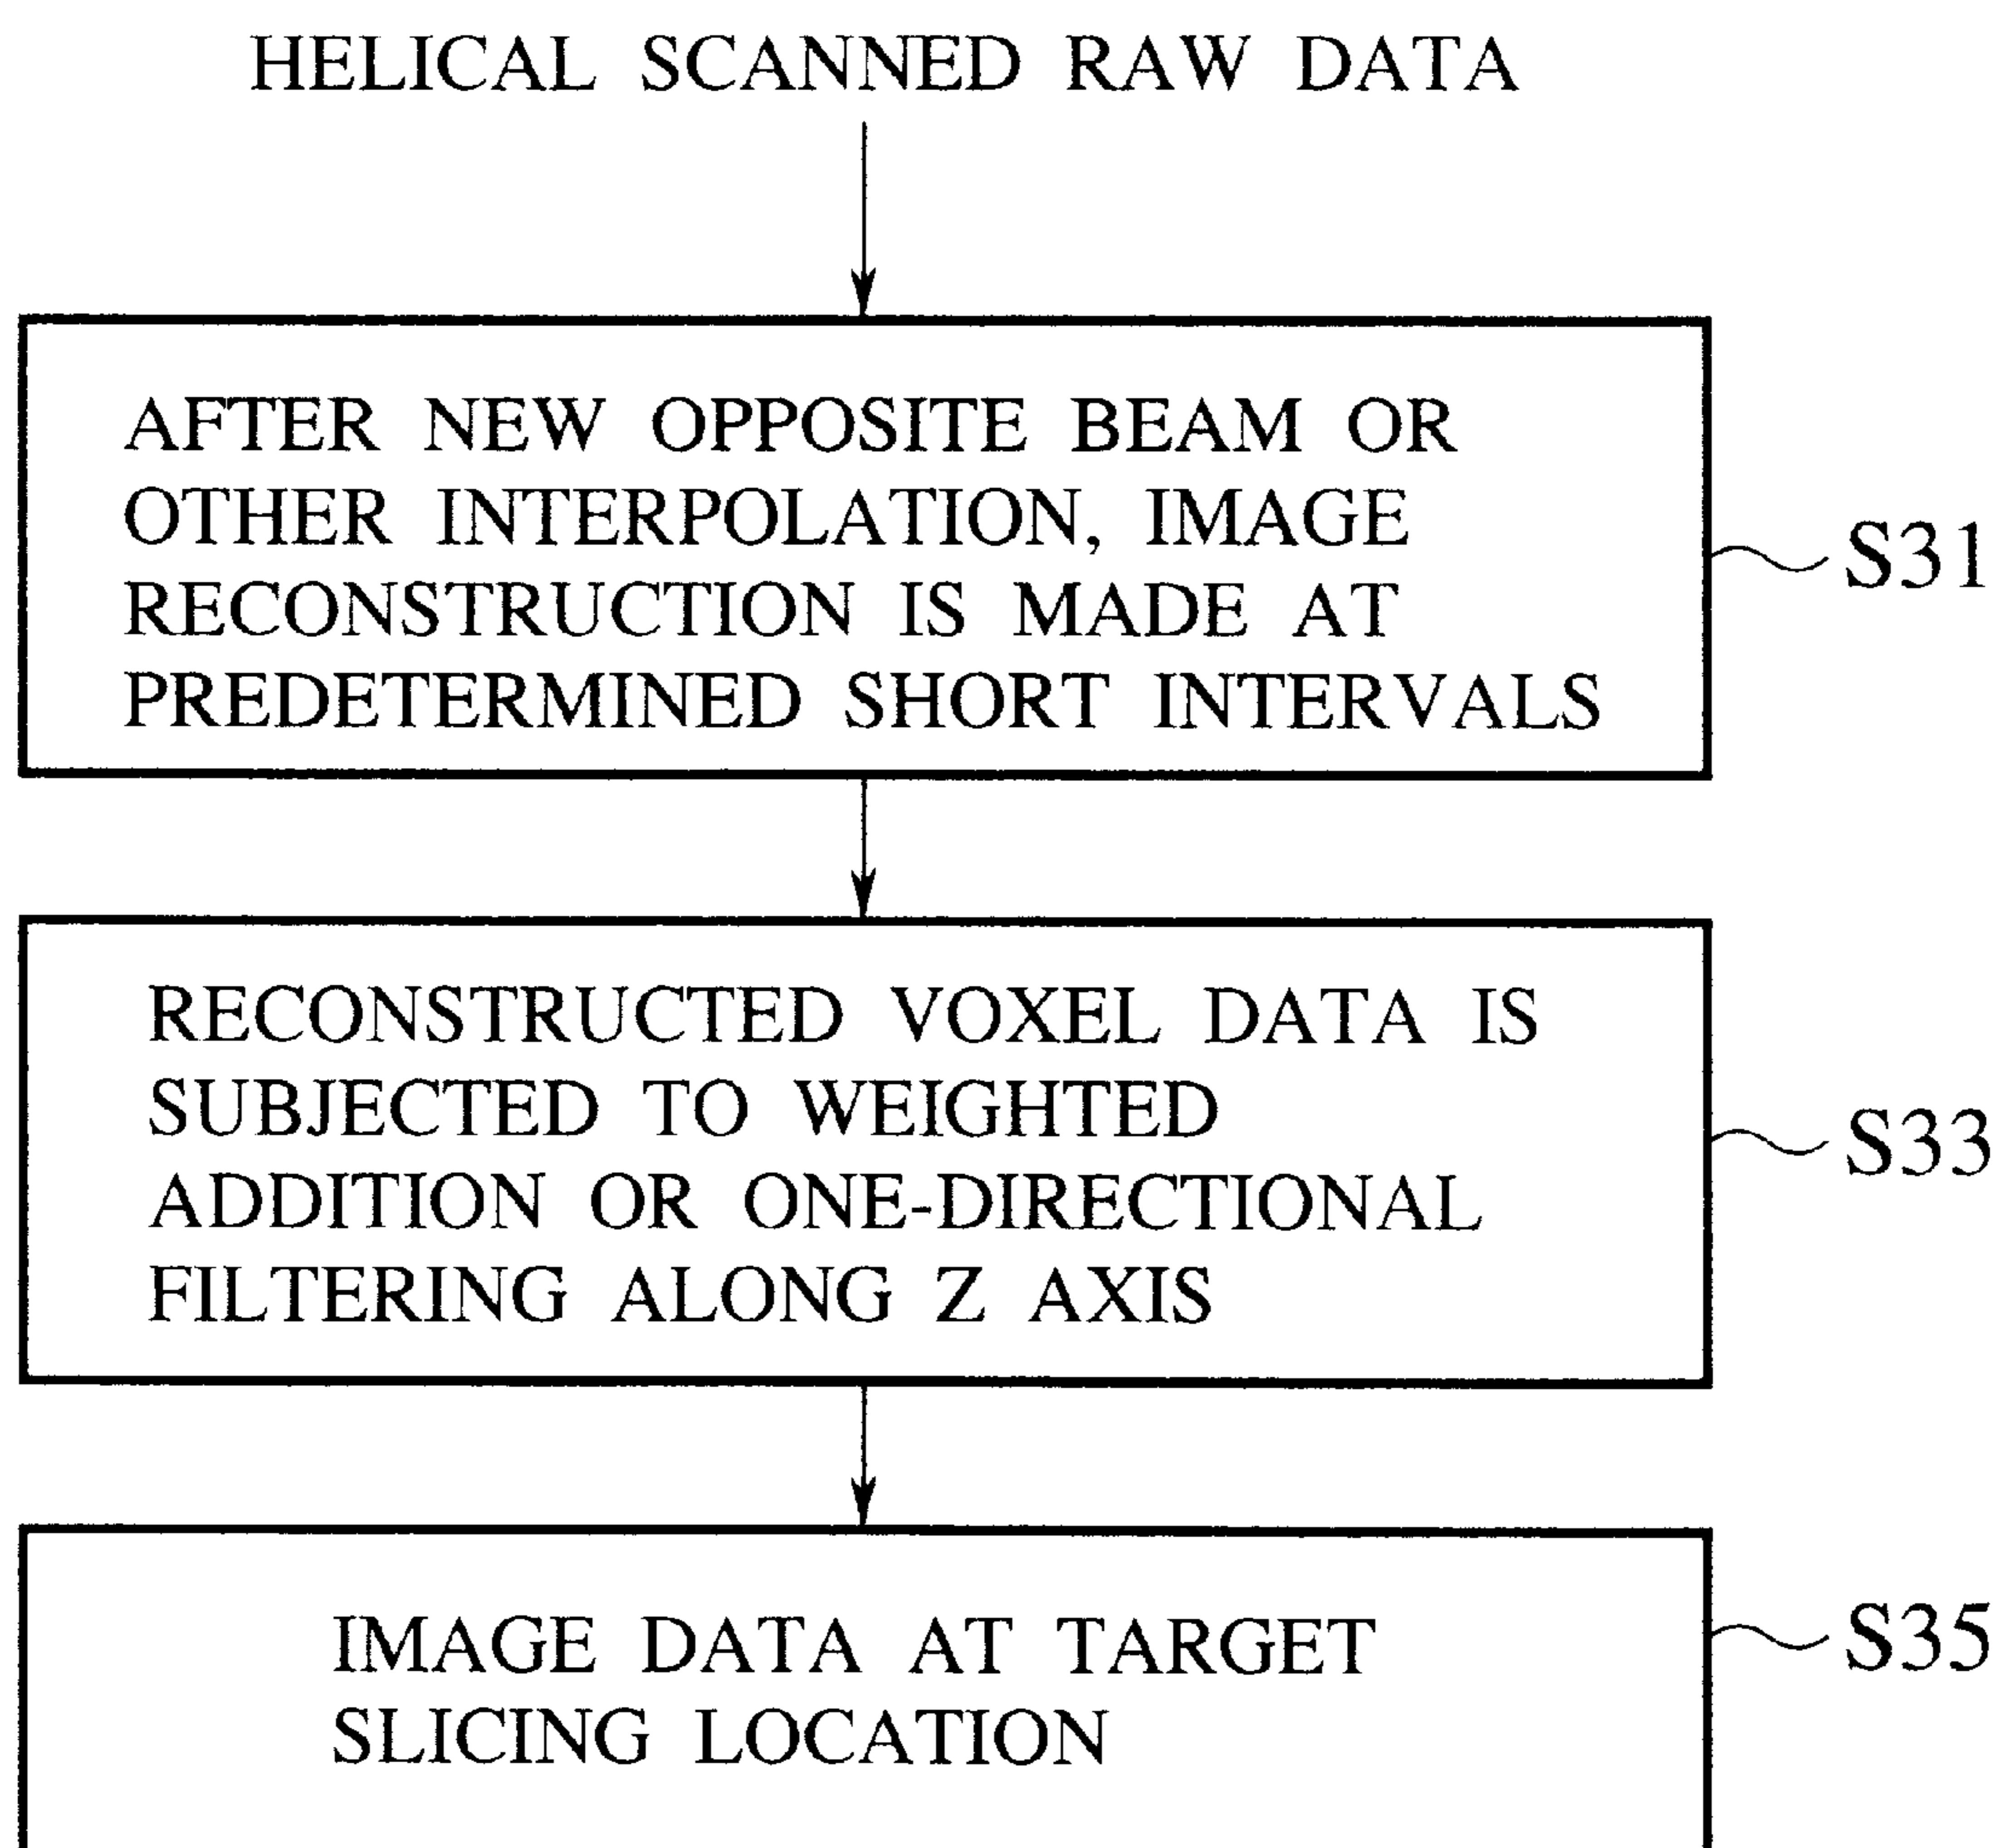 HELICAL SCANNED RAW DATA
AFTER NEW OPPOSITE BEAM OR
OTHER INTERPOLATION, IMAGE
RECONSTRUCTION IS MADE AT
PREDETERMINED SHORT INTERVALS
S31
RECONSTRUCTED VOXEL DATA IS
SUBJECTED TO WEIGHTED
ADDITION OR ONE-DIRECTIONAL
FILTERING ALONG Z AXIS
S33
IMAGE DATA AT TARGET
SLICING LOCATION
S35